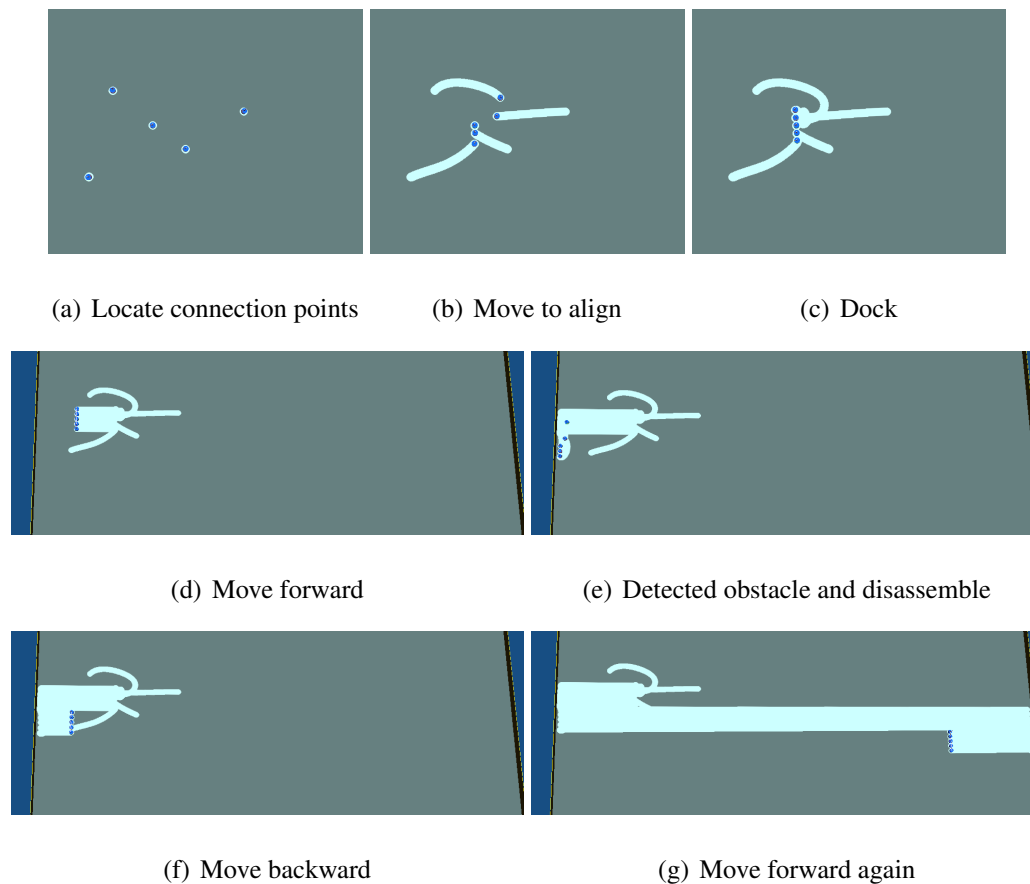 (a) Locate connection points
(b) Move to align
(c) Dock
(d) Move forward
(e) Detected obstacle and disassemble
(f) Move backward
(g) Move forward again